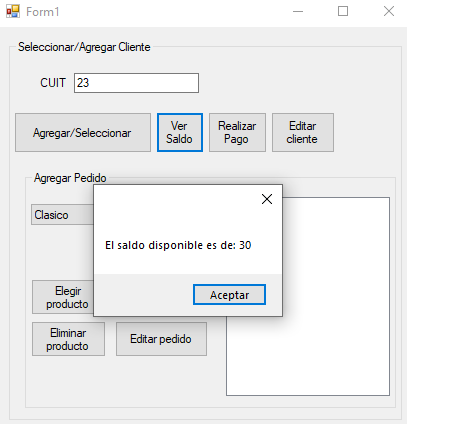 Form1
Seleccionar/Agregar Cliente
CUIT 23
Agregar/Seleccionar
Ver
Saldo
Realizar
Pago
Editar
cliente
Agregar Pedido
Clasico
El saldo disponible es de: 30
Aceptar
Elegir
producto
Eliminar
producto
Editar pedido